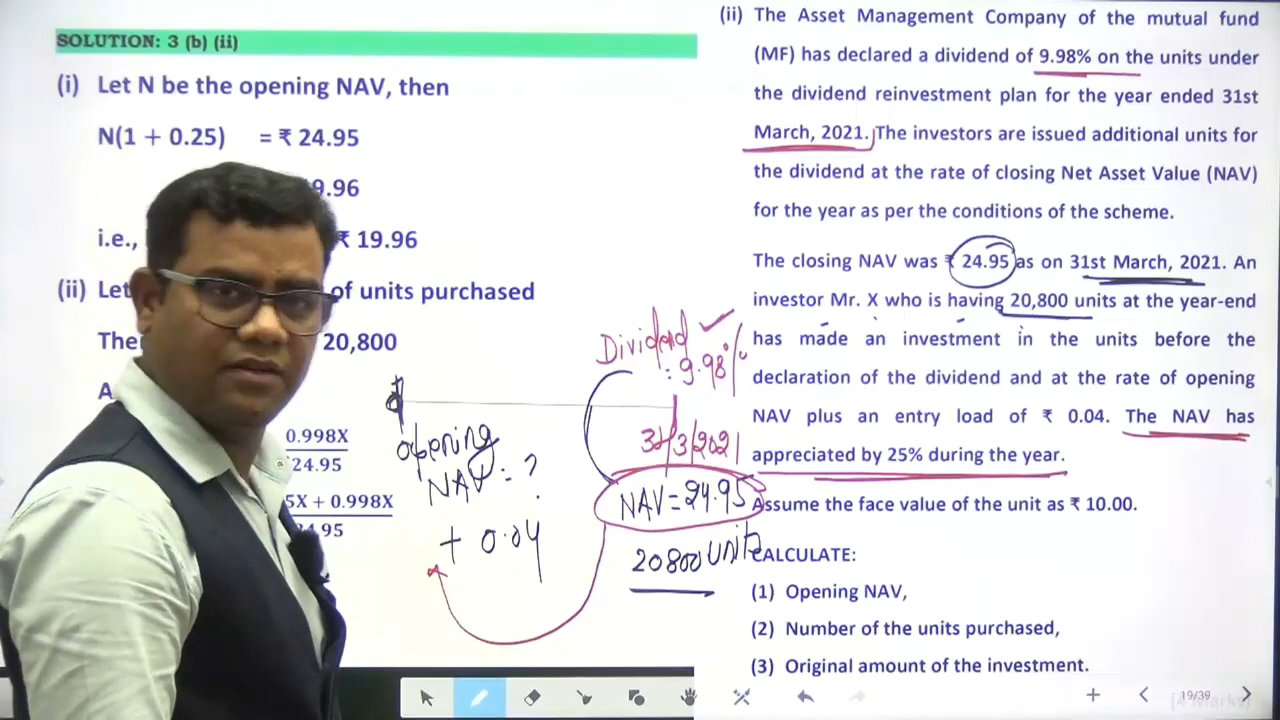 SOLUTION: 3 (b) (ii)
(i) Let N be the opening NAV, then
N(1 + 0.25) = ₹ 24.95
9.96
i.e., ₹ 19.96
(ii) Let of units purchased
The 20,800
A
0.998X
24.95
5X + 0.998X
24.95
Dividend
: 9.98%
opening
NAV = ?
+ 0.04
31/3/2021
NAV = 24.95
20800 Units
(ii) The Asset Management Company of the mutual fund
(MF) has declared a dividend of 9.98% on the units under
the dividend reinvestment plan for the year ended 31st
March, 2021. The investors are issued additional units for
the dividend at the rate of closing Net Asset Value (NAV)
for the year as per the conditions of the scheme.
The closing NAV was ₹ 24.95 as on 31st March, 2021. An
investor Mr. X who is having 20,800 units at the year-end
has made an investment in the units before the
declaration of the dividend and at the rate of opening
NAV plus an entry load of ₹ 0.04. The NAV has
appreciated by 25% during the year.
Assume the face value of the unit as ₹ 10.00.
CALCULATE:
(1) Opening NAV,
(2) Number of the units purchased,
(3) Original amount of the investment.
19/39
(4 Marks)